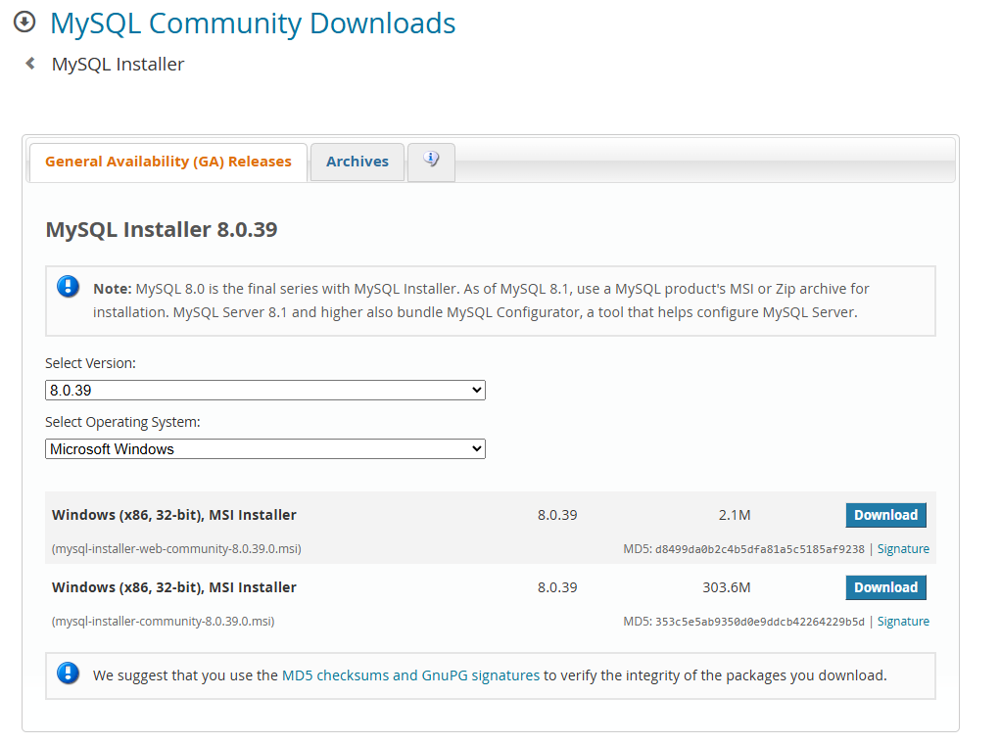 MySQL Community Downloads
MySQL Installer
General Availability (GA) Releases Archives
MySQL Installer 8.0.39
Note: MySQL 8.0 is the final series with MySQL Installer. As of MySQL 8.1, use a MySQL product's MSI or Zip archive for
installation. MySQL Server 8.1 and higher also bundle MySQL Configurator, a tool that helps configure MySQL Server.
Select Version:
8.0.39
Select Operating System:
Microsoft Windows
Windows (x86, 32-bit), MSI Installer 8.0.39 2.1M Download
(mysql-installer-web-community-8.0.39.0.msi) MD5: d8499da0b2c4b5dfa81a5c5185af9238 | Signature
Windows (x86, 32-bit), MSI Installer 8.0.39 303.6M Download
(mysql-installer-community-8.0.39.0.msi) MD5: 353c5e5ab9350d0e9ddcb42264229b5d | Signature
We suggest that you use the MD5 checksums and GnuPG signatures to verify the integrity of the packages you download.